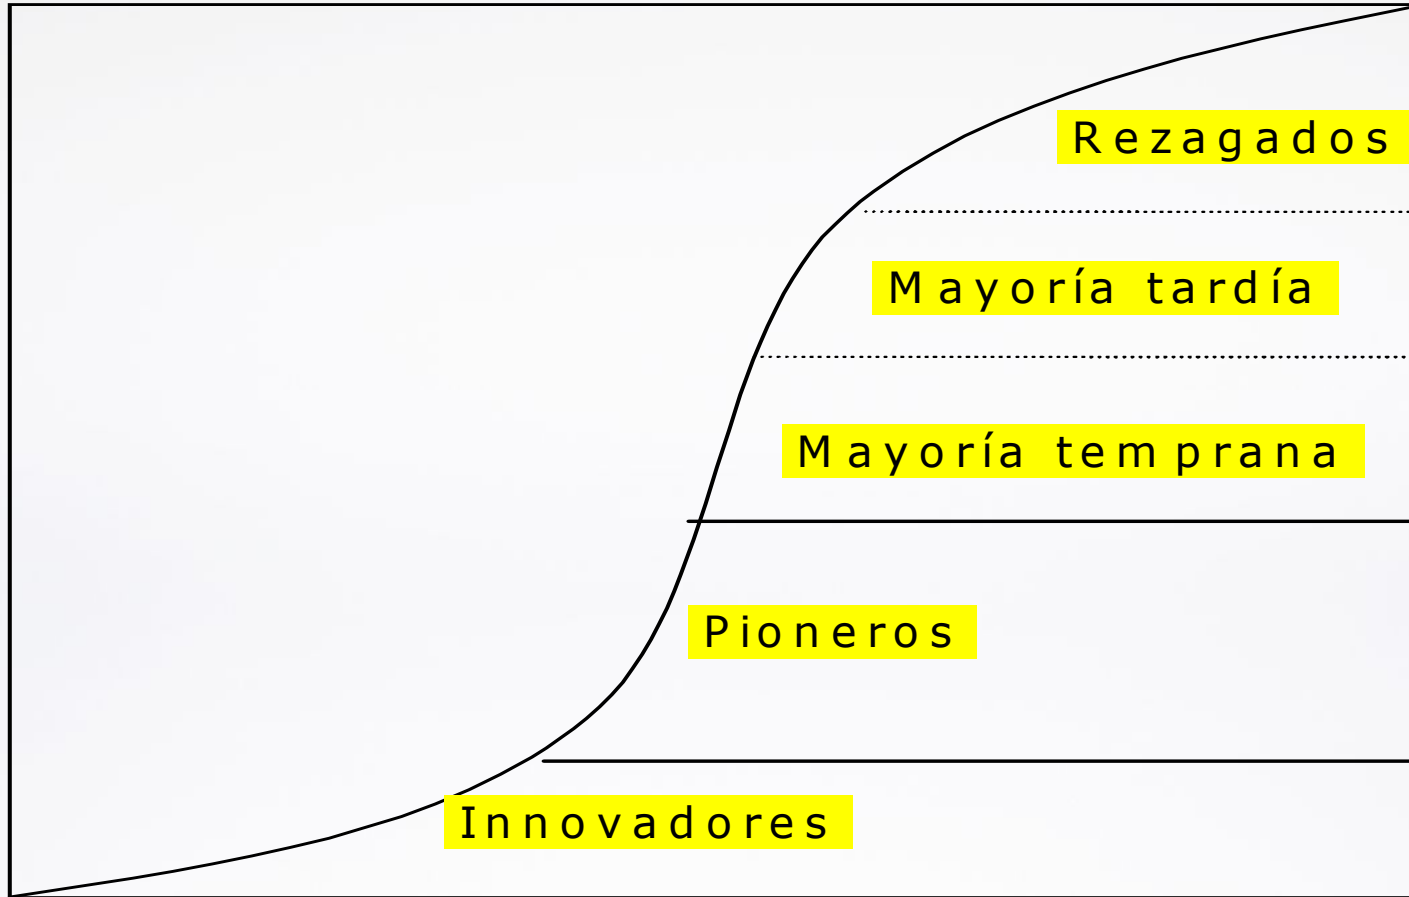 Rezagados
Mayoría tardía
Mayoría temprana
Pioneros
Innovadores